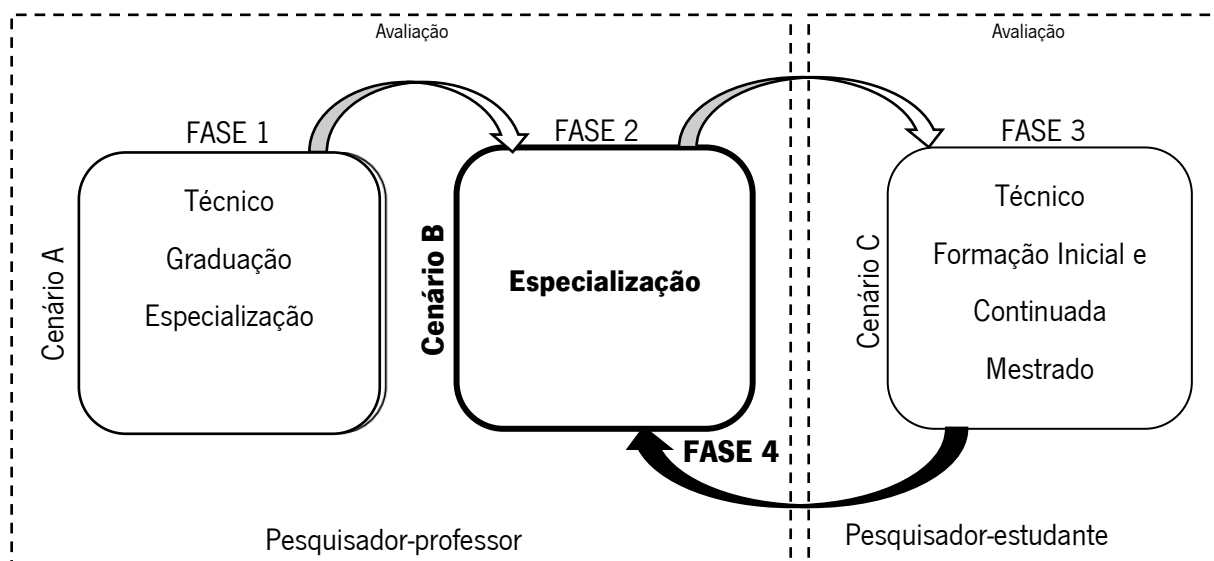 Avaliação
Avaliação
FASE 1
FASE 2
FASE 3
Cenário A
Técnico
Graduação
Especialização
Cenário B
Especialização
Cenário C
Técnico
Formação Inicial e
Continuada
Mestrado
FASE 4
Pesquisador-professor
Pesquisador-estudante